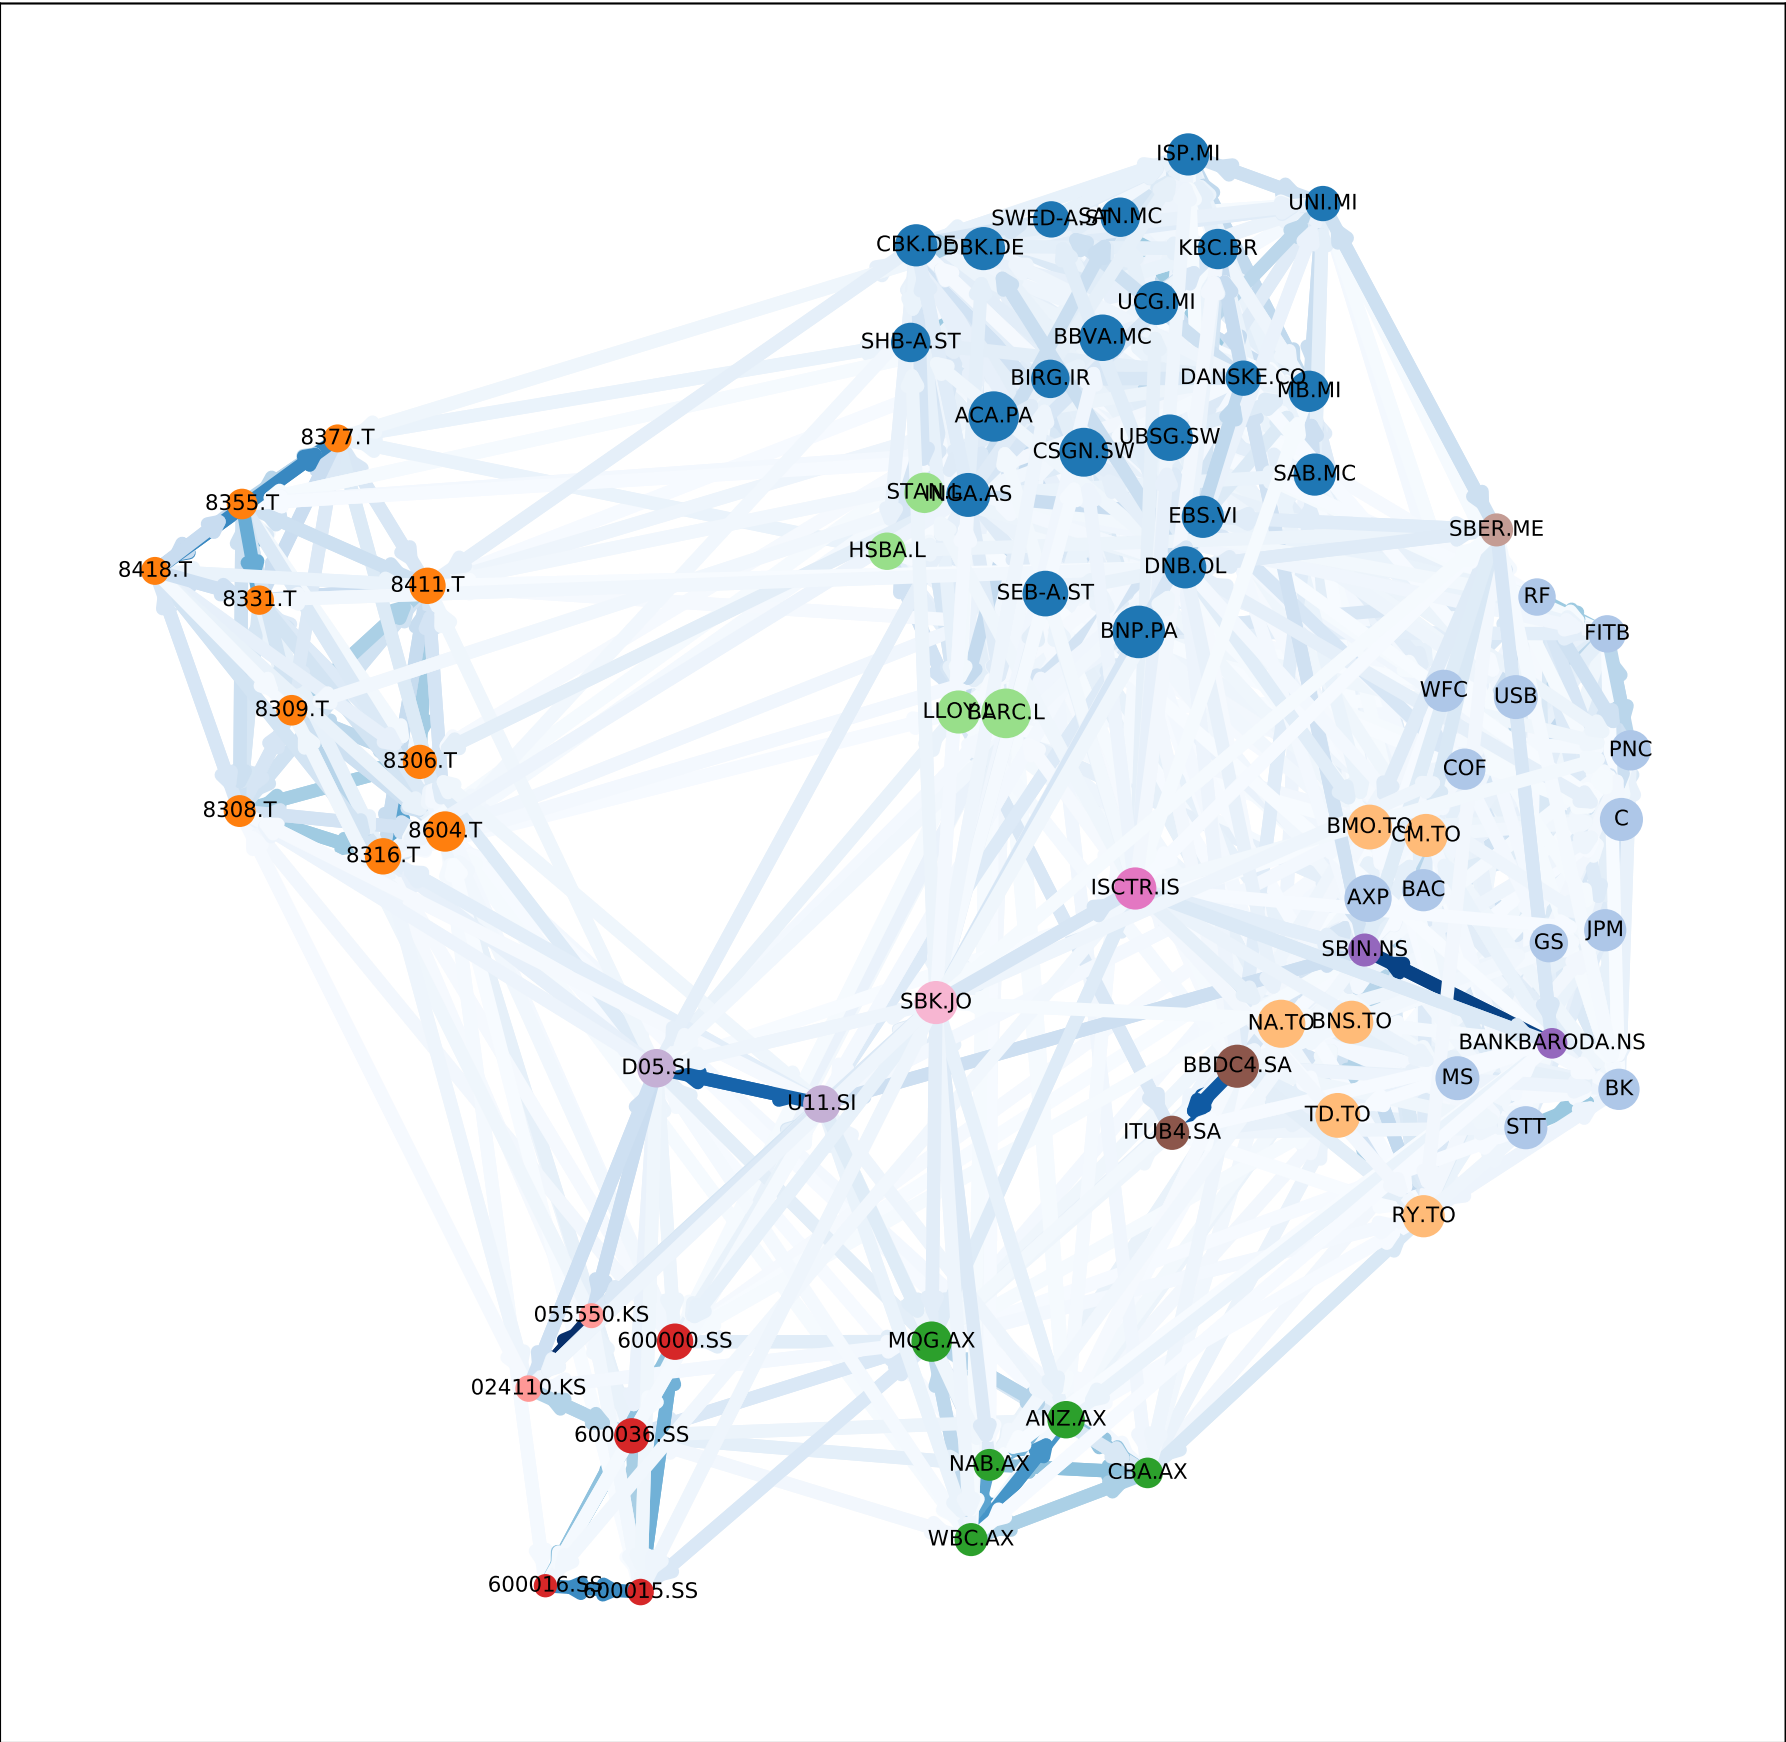 ISP.MI
UNI.MI
SWED-A.ST
SAN.MC
CBK.DE
DBK.DE
KBC.BR
UCG.MI
SHB-A.ST
BBVA.MC
BIRG.IR
DANSKE.CO
MB.MI
ACA.PA
8377.T
UBSG.SW
CSGN.SW
SAB.MC
STAN.L
INGA.AS
8355.T
EBS.VI
SBER.ME
HSBA.L
DNB.OL
8418.T
8411.T
SEB-A.ST
RF
8331.T
BNP.PA
FITB
WFC
USB
8309.T
LLOY.L
BARC.L
PNC
8306.T
COF
8308.T
C
8604.T
BMO.TO
CM.TO
8316.T
ISCTR.IS
BAC
AXP
JPM
GS
SBIN.NS
SBK.JO
NA.TO
BNS.TO
BANKBARODA.NS
D05.SI
BBDC4.SA
MS
BK
U11.SI
TD.TO
STT
ITUB4.SA
RY.TO
055550.KS
600000.SS
MQG.AX
024110.KS
ANZ.AX
600036.SS
NAB.AX
CBA.AX
WBC.AX
600016.SS
600015.SS